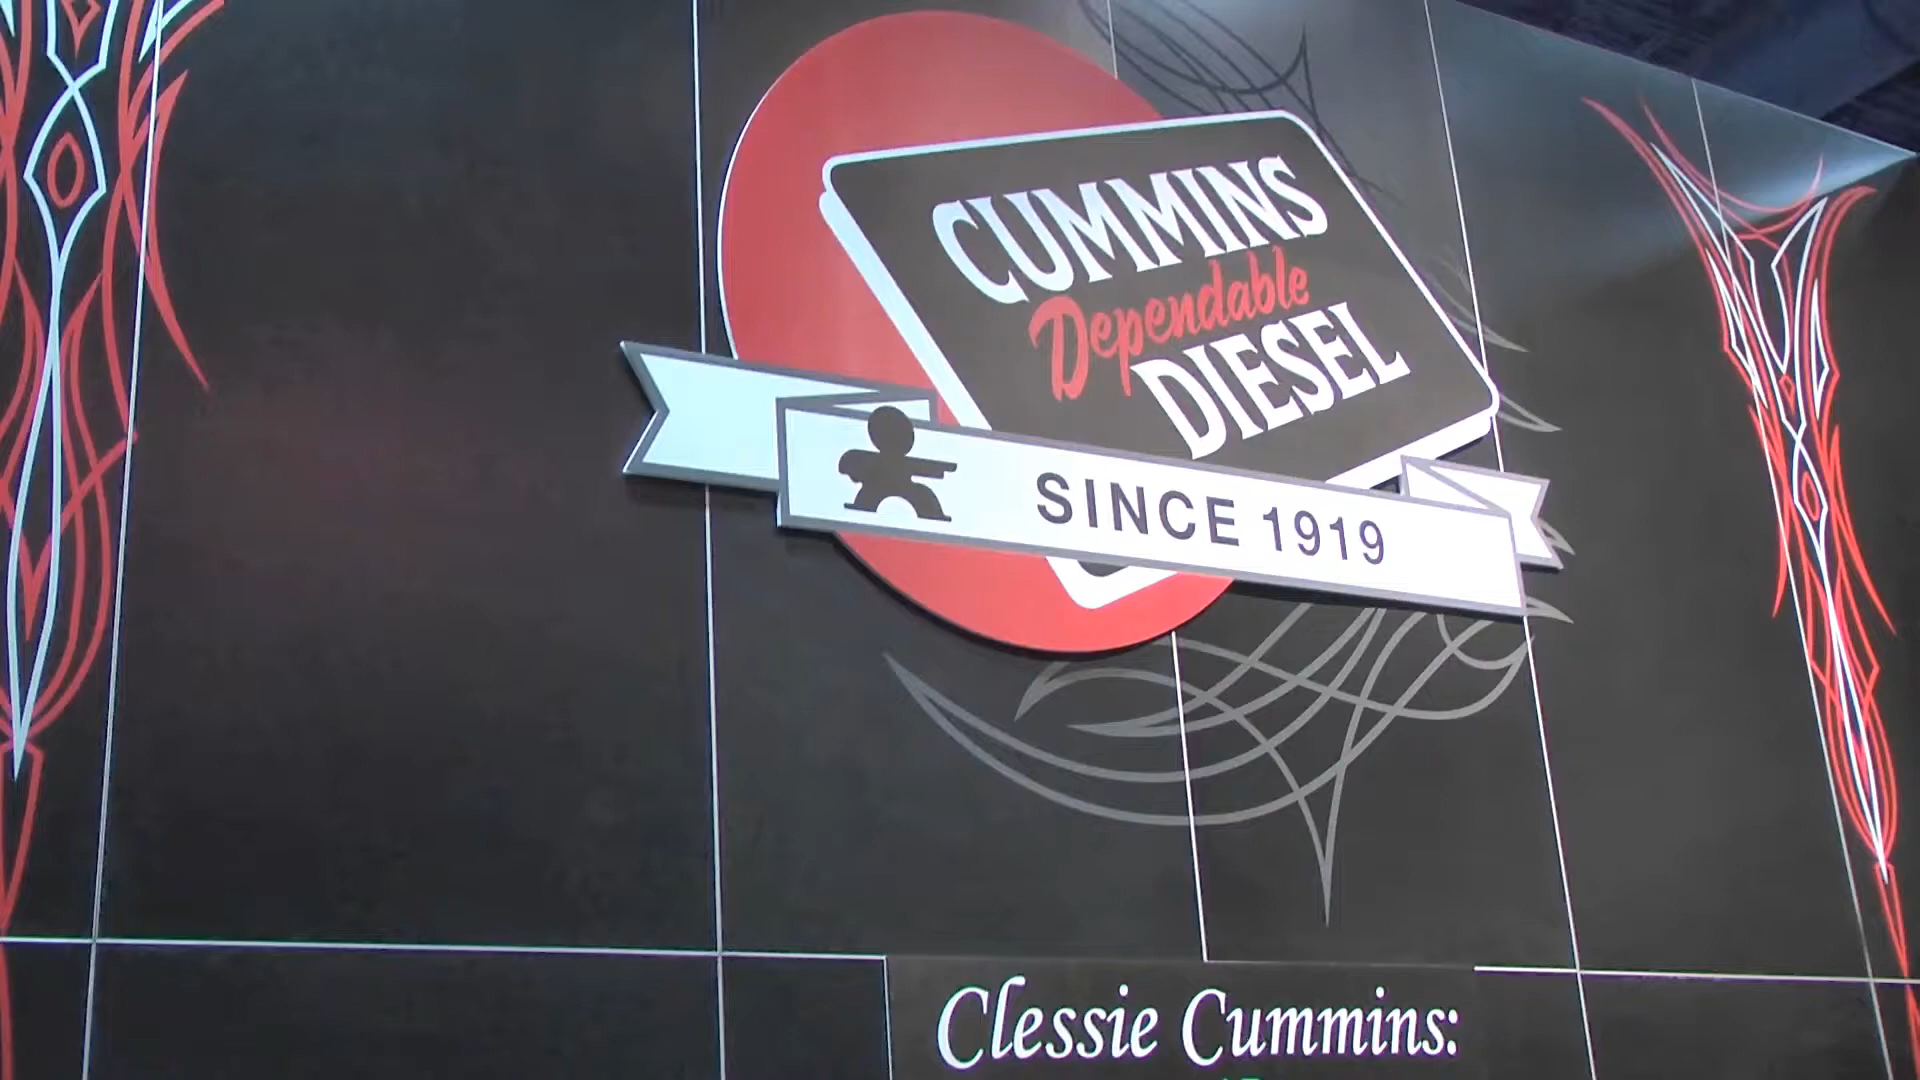 CUMMINS
Dependable
DIESEL
SINCE 1919
Clessie Cummins: